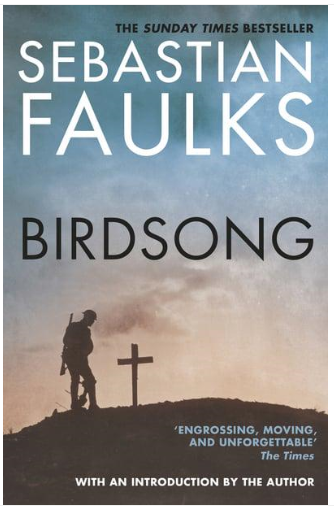 THE SUNDAY TIMES BESTSELLER
SEBASTIAN
FAULKS
BIRDSONG
‘ENGROSSING, MOVING,
AND UNFORGETTABLE’
The Times
WITH AN INTRODUCTION BY THE AUTHOR